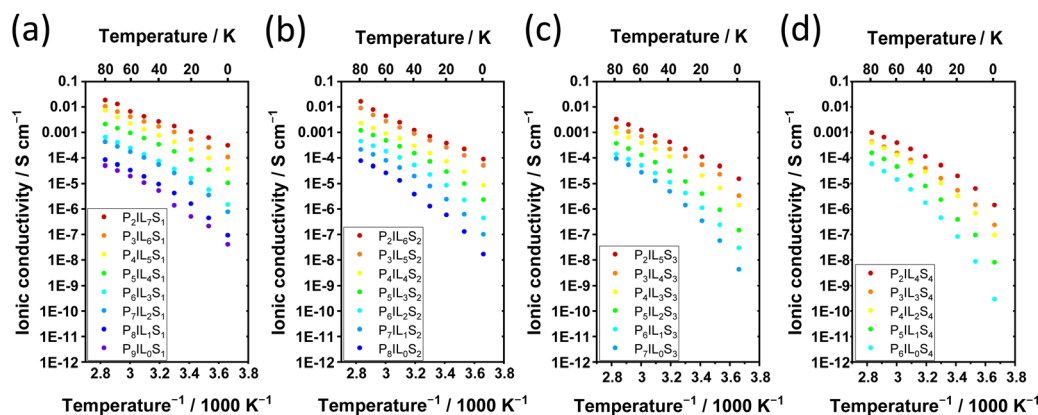 (a)
Temperature / K
80 60 40 20 0
0.1
0.01
0.001
1E-4
1E-5
1E-6
1E-7
1E-8
1E-9
1E-10
1E-11
1E-12
Ionic conductivity / S cm⁻¹
P₂IL₇S₁
P₃IL₆S₁
P₄IL₅S₁
P₅IL₄S₁
P₆IL₃S₁
P₇IL₂S₁
P₈IL₁S₁
P₉IL₀S₁
2.8 3.0 3.2 3.4 3.6 3.8
Temperature⁻¹ / 1000 K⁻¹
(b)
Temperature / K
80 60 40 20 0
0.1
0.01
0.001
1E-4
1E-5
1E-6
1E-7
1E-8
1E-9
1E-10
1E-11
1E-12
Ionic conductivity / S cm⁻¹
P₂IL₆S₂
P₃IL₅S₂
P₄IL₄S₂
P₅IL₃S₂
P₆IL₂S₂
P₇IL₁S₂
P₈IL₀S₂
2.8 3.0 3.2 3.4 3.6 3.8
Temperature⁻¹ / 1000 K⁻¹
(c)
Temperature / K
80 60 40 20 0
0.1
0.01
0.001
1E-4
1E-5
1E-6
1E-7
1E-8
1E-9
1E-10
1E-11
1E-12
Ionic conductivity / S cm⁻¹
P₂IL₅S₃
P₃IL₄S₃
P₄IL₃S₃
P₅IL₂S₃
P₆IL₁S₃
P₇IL₀S₃
2.8 3 3.2 3.4 3.6 3.8
Temperature⁻¹ / 1000 K⁻¹
(d)
Temperature / K
80 60 40 20 0
0.1
0.01
0.001
1E-4
1E-5
1E-6
1E-7
1E-8
1E-9
1E-10
1E-11
1E-12
Ionic conductivity / S cm⁻¹
P₂IL₄S₄
P₃IL₃S₄
P₄IL₂S₄
P₅IL₁S₄
P₆IL₀S₄
2.8 3 3.2 3.4 3.6 3.8
Temperature⁻¹ / 1000 K⁻¹